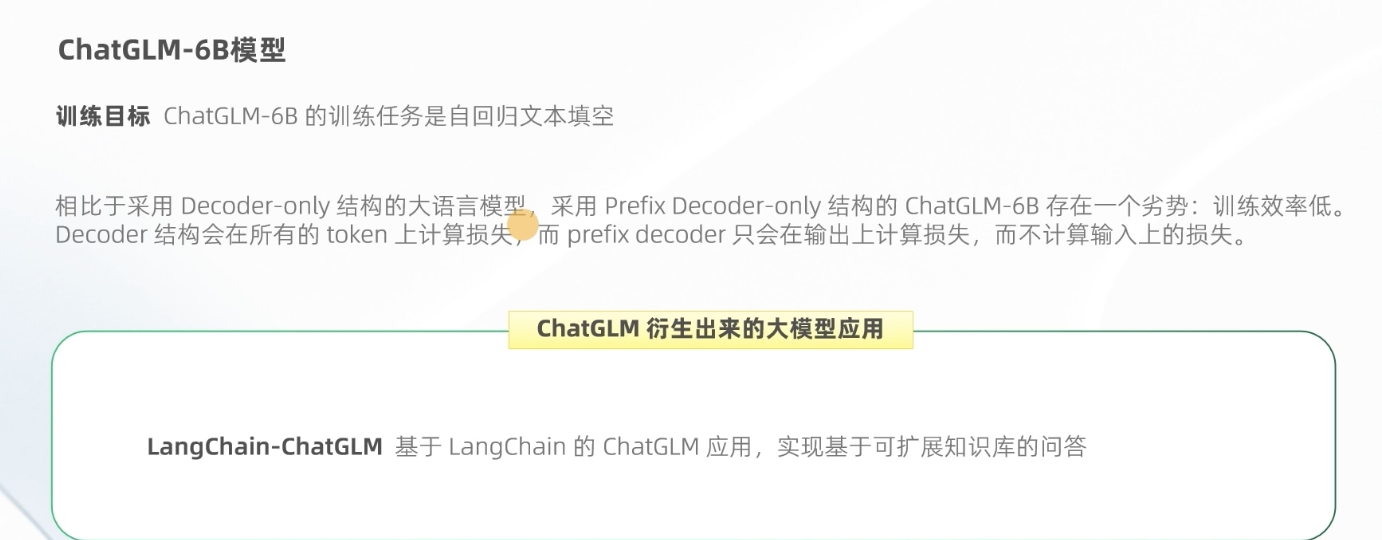 ChatGLM-6B模型
训练目标 ChatGLM-6B 的训练任务是自回归文本填空
相比于采用 Decoder-only 结构的大语言模型，采用 Prefix Decoder-only 结构的 ChatGLM-6B 存在一个劣势：训练效率低。
Decoder 结构会在所有的 token 上计算损失，而 prefix decoder 只会在输出上计算损失，而不计算输入上的损失。
ChatGLM 衍生出来的大模型应用
LangChain-ChatGLM 基于 LangChain 的 ChatGLM 应用，实现基于可扩展知识库的问答